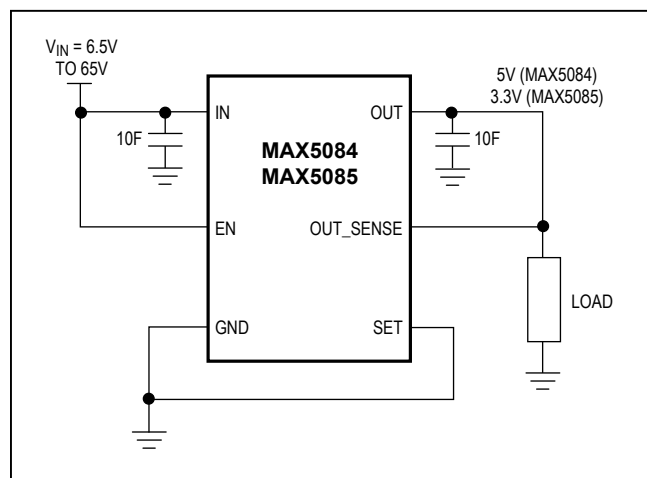 VIN = 6.5V
TO 65V
5V (MAX5084)
3.3V (MAX5085)
IN
OUT
10F
10F
MAX5084
MAX5085
EN
OUT_SENSE
LOAD
GND
SET